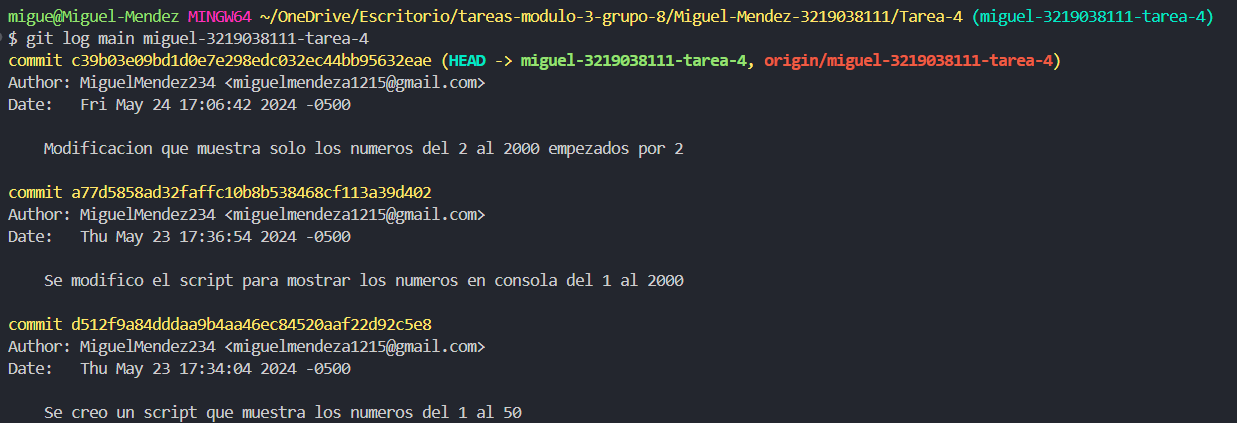 migue@Miguel-Mendez MINGW64 ~/OneDrive/Escritorio/tareas-modulo-3-grupo-8/Miguel-Mendez-3219038111/Tarea-4 (miguel-3219038111-tarea-4)
$ git log main miguel-3219038111-tarea-4
commit c39b03e09bd1d0e7e298edc032ec44bb95632eae (HEAD -> miguel-3219038111-tarea-4, origin/miguel-3219038111-tarea-4)
Author: MiguelMendez234 <miguelmendeza1215@gmail.com>
Date:   Fri May 24 17:06:42 2024 -0500
    Modificacion que muestra solo los numeros del 2 al 2000 empezados por 2
commit a77d5858ad32faffc10b8b538468cf113a39d402
Author: MiguelMendez234 <miguelmendeza1215@gmail.com>
Date:   Thu May 23 17:36:54 2024 -0500
    Se modifico el script para mostrar los numeros en consola del 1 al 2000
commit d512f9a84dddaa9b4aa46ec84520aaf22d92c5e8
Author: MiguelMendez234 <miguelmendeza1215@gmail.com>
Date:   Thu May 23 17:34:04 2024 -0500
    Se creo un script que muestra los numeros del 1 al 50